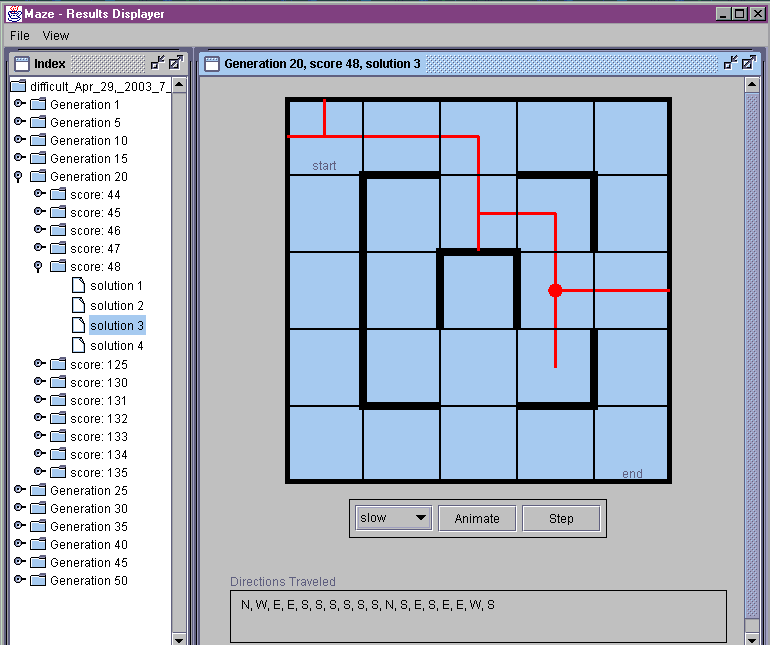 Maze - Results Displayer
File View
Index
difficult_Apr_29,_2003_7_
Generation 1
Generation 5
Generation 10
Generation 15
Generation 20
score: 44
score: 45
score: 46
score: 47
score: 48
solution 1
solution 2
solution 3
solution 4
score: 125
score: 130
score: 131
score: 132
score: 133
score: 134
score: 135
Generation 25
Generation 30
Generation 35
Generation 40
Generation 45
Generation 50
Generation 20, score 48, solution 3
start
end
slow Animate Step
Directions Traveled
N, W, E, E, S, S, S, S, S, S, N, S, E, S, E, E, W, S